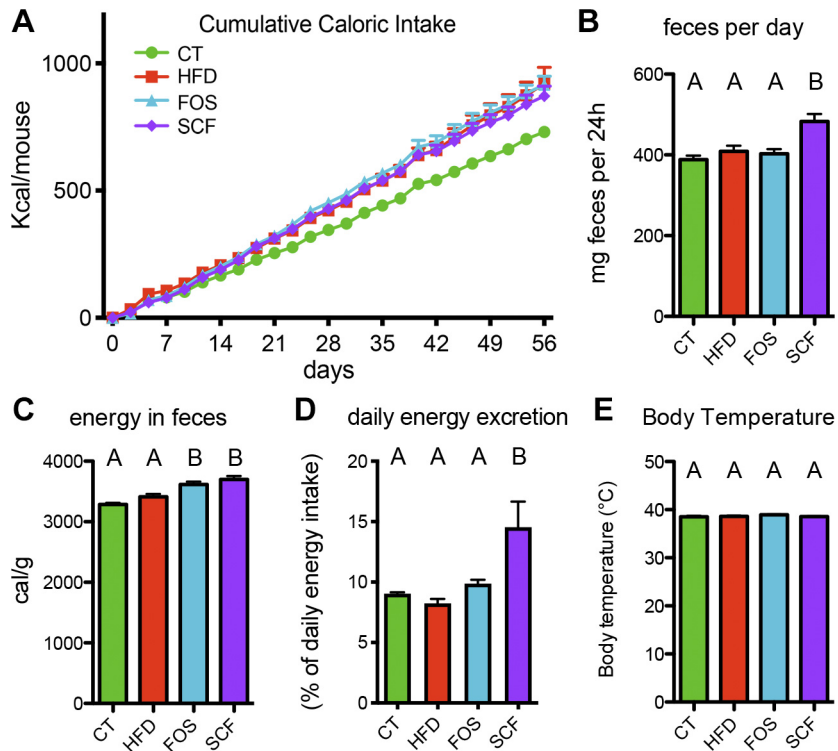 A
Cumulative Caloric Intake
CT
HFD
FOS
SCF
1000
500
0
Kcal/mouse
0 7 14 21 28 35 42 49 56
days
B
feces per day
A A A B
600
400
200
0
mg feces per 24h
CT HFD FOS SCF
C
energy in feces
A A B B
4000
3000
2000
1000
0
cal/g
CT HFD FOS SCF
D
daily energy excretion
A A A B
20
15
10
5
0
(% of daily energy intake)
CT HFD FOS SCF
E
Body Temperature
A A A A
50
40
30
20
10
0
Body temperature (°C)
CT HFD FOS SCF